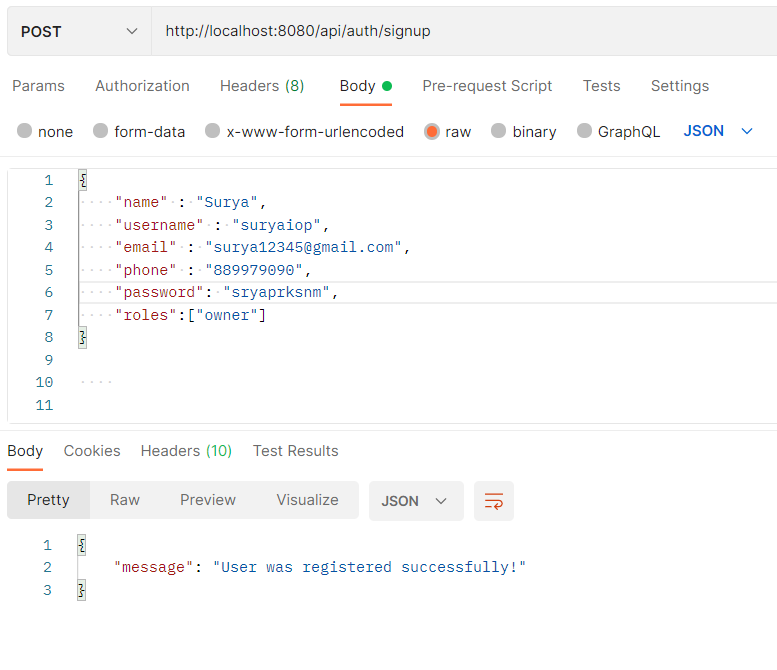 POST http://localhost:8080/api/auth/signup
Params Authorization Headers (8) Body Pre-request Script Tests Settings
none form-data x-www-form-urlencoded raw binary GraphQL JSON
1 {
2 "name" : "Surya",
3 "username" : "suryaiop",
4 "email" : "surya12345@gmail.com",
5 "phone" : "889979090",
6 "password": "sryaprksnm",
7 "roles":["owner"]
8 }
9
10
11
Body Cookies Headers (10) Test Results
Pretty Raw Preview Visualize JSON
1 {
2 "message": "User was registered successfully!"
3 }